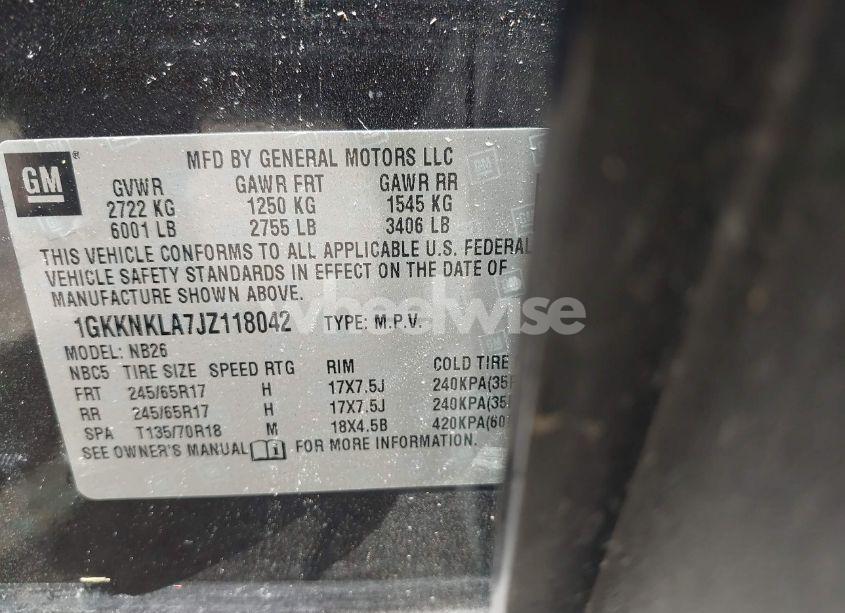 GM ®
MFD BY GENERAL MOTORS LLC
GVWR GAWR FRT GAWR RR
2722 KG 1250 KG 1545 KG
6001 LB 2755 LB 3406 LB
THIS VEHICLE CONFORMS TO ALL APPLICABLE U.S. FEDERAL
VEHICLE SAFETY STANDARDS IN EFFECT ON THE DATE OF
MANUFACTURE SHOWN ABOVE.
1GKKNKLA7JZ118042 TYPE: M.P.V.
wheelwise
MODEL: NB26
NBC5 TIRE SIZE SPEED RTG RIM COLD TIRE
FRT 245/65R17 H 17X7.5J 240KPA(35
RR 245/65R17 H 17X7.5J 240KPA(35
SPA T135/70R18 M 18X4.5B 420KPA(60
SEE OWNER'S MANUAL FOR MORE INFORMATION.